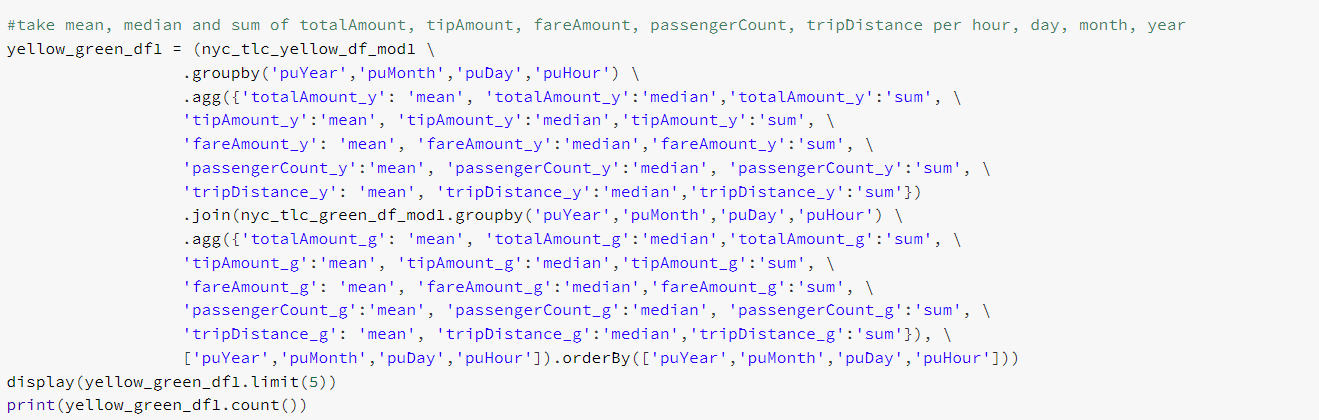 #take mean, median and sum of totalAmount, tipAmount, fareAmount, passengerCount, tripDistance per hour, day, month, year
yellow_green_df1 = (nyc_tlc_yellow_df_mod1 \
.groupby('puYear','puMonth','puDay','puHour') \
.agg({'totalAmount_y': 'mean', 'totalAmount_y':'median','totalAmount_y':'sum', \
'tipAmount_y':'mean', 'tipAmount_y':'median','tipAmount_y':'sum', \
'fareAmount_y': 'mean', 'fareAmount_y':'median','fareAmount_y':'sum', \
'passengerCount_y':'mean', 'passengerCount_y':'median', 'passengerCount_y':'sum', \
'tripDistance_y': 'mean', 'tripDistance_y':'median','tripDistance_y':'sum'})
.join(nyc_tlc_green_df_mod1.groupby('puYear','puMonth','puDay','puHour') \
.agg({'totalAmount_g': 'mean', 'totalAmount_g':'median','totalAmount_g':'sum', \
'tipAmount_g':'mean', 'tipAmount_g':'median','tipAmount_g':'sum', \
'fareAmount_g': 'mean', 'fareAmount_g':'median','fareAmount_g':'sum', \
'passengerCount_g':'mean', 'passengerCount_g':'median', 'passengerCount_g':'sum', \
'tripDistance_g': 'mean', 'tripDistance_g':'median','tripDistance_g':'sum'}), \
['puYear','puMonth','puDay','puHour']).orderBy(['puYear','puMonth','puDay','puHour']))
display(yellow_green_df1.limit(5))
print(yellow_green_df1.count())